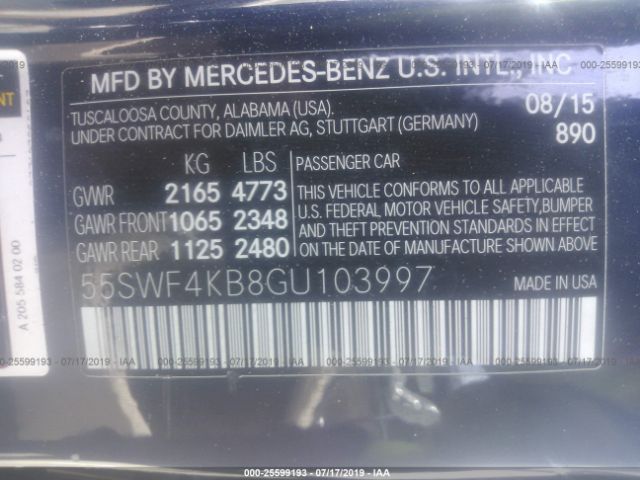 MFD BY MERCEDES-BENZ U.S. INTL., INC
TUSCALOOSA COUNTY, ALABAMA (USA). 08/15
UNDER CONTRACT FOR DAIMLER AG, STUTTGART (GERMANY) 890
KG LBS PASSENGER CAR
GVWR 2165 4773
GAWR FRONT 1065 2348
GAWR REAR 1125 2480
THIS VEHICLE CONFORMS TO ALL APPLICABLE
U.S. FEDERAL MOTOR VEHICLE SAFETY,BUMPER
AND THEFT PREVENTION STANDARDS IN EFFECT
ON THE DATE OF MANUFACTURE SHOWN ABOVE
55SWF4KB8GU103997 MADE IN USA
A 205 584 02 00
000-25599193 - 07/17/2019 - IAA